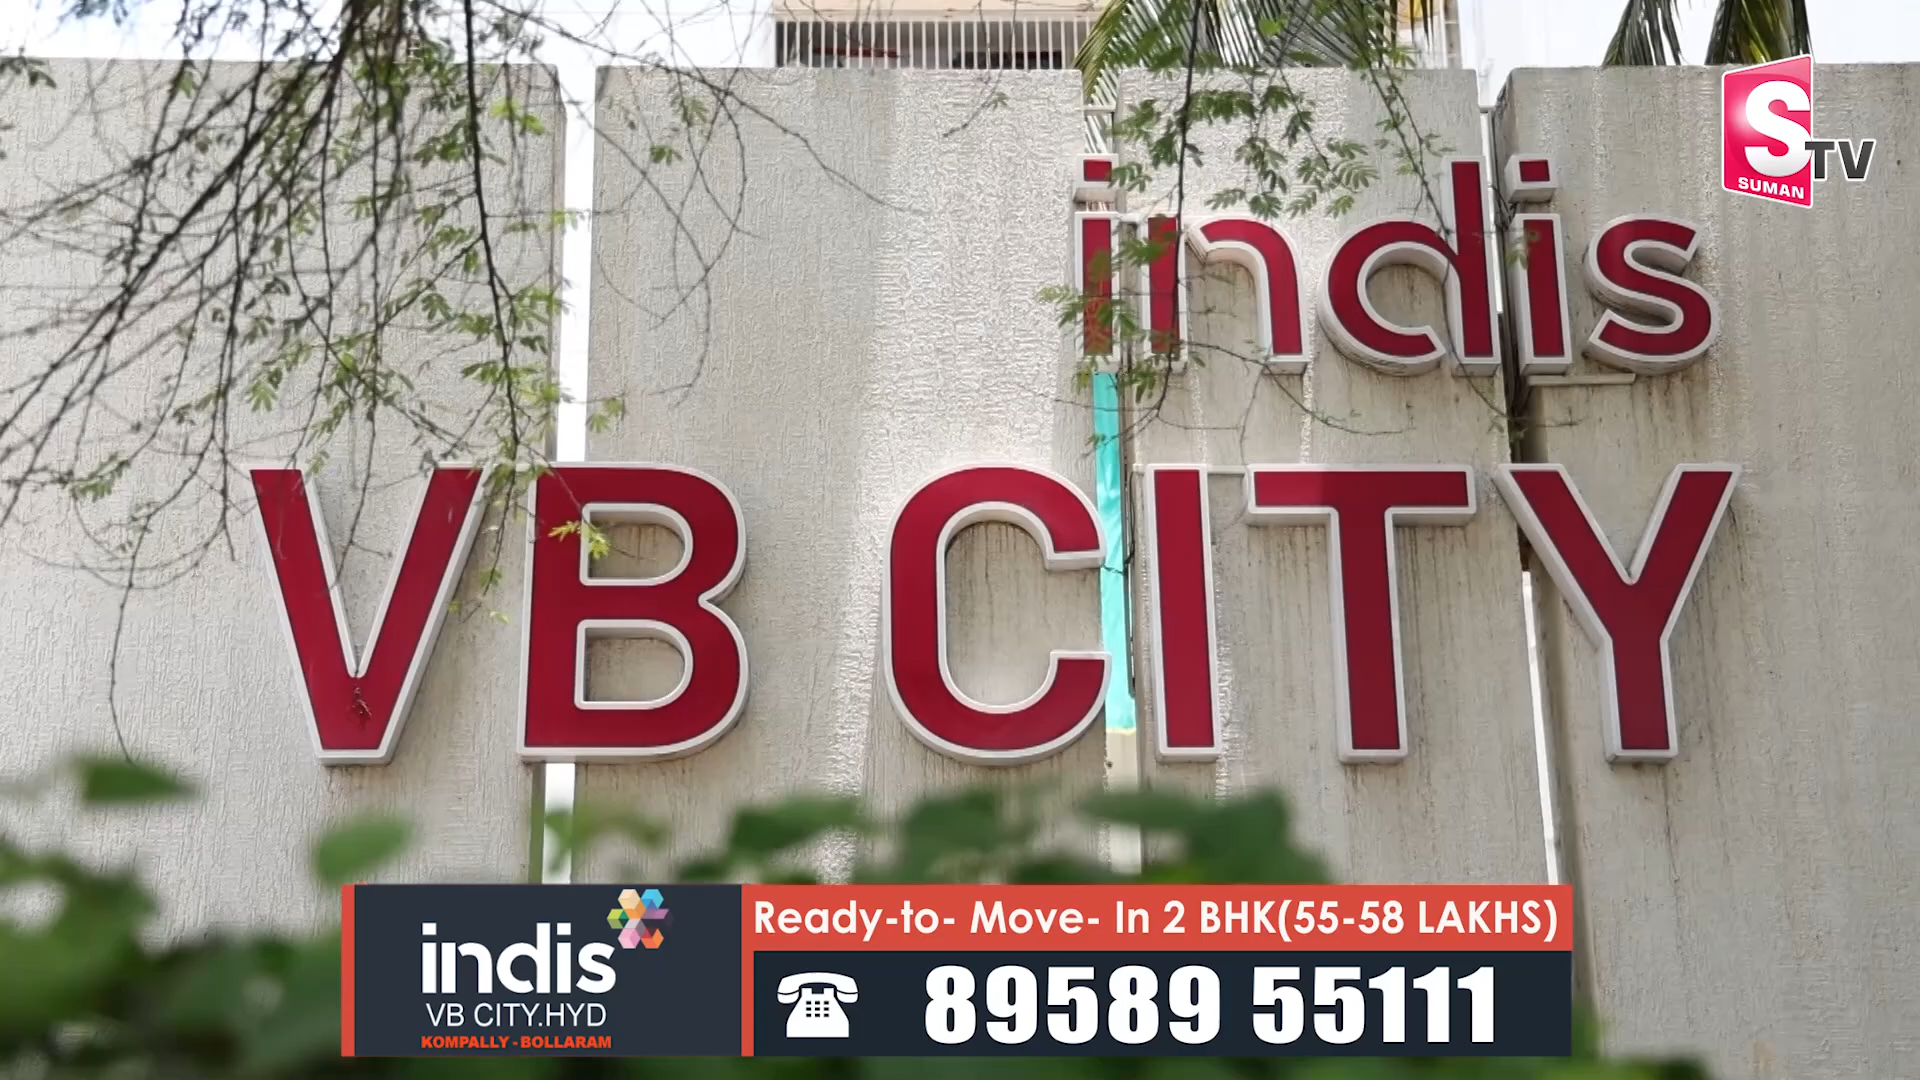 S
TV
SUMAN
indis
VB CITY
indis
VB CITY.HYD
KOMPALLY - BOLLARAM
Ready-to- Move- In 2 BHK(55-58 LAKHS)
89589 55111